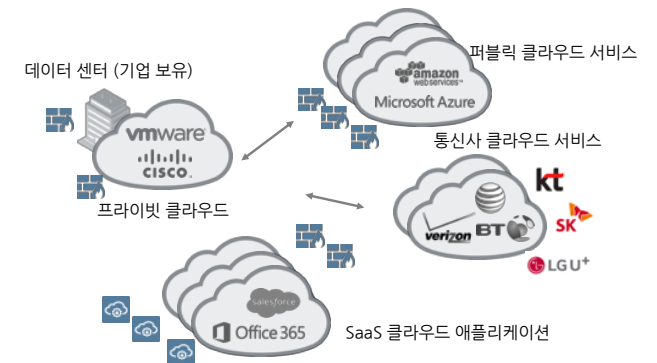 데이터 센터 (기업 보유)
vmware
CISCO
프라이빗 클라우드
퍼블릭 클라우드 서비스
amazon
webservices™
Microsoft Azure
통신사 클라우드 서비스
verizon
BT
kt
SK
LG U+
salesforce
Office 365
SaaS 클라우드 애플리케이션